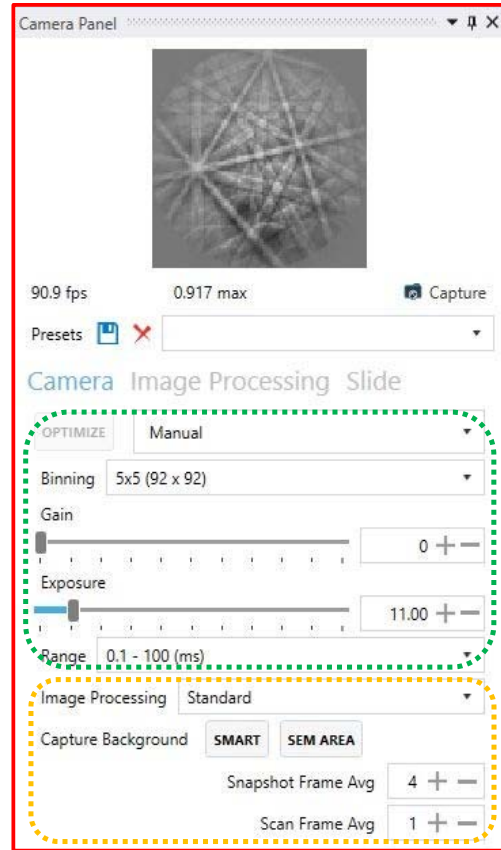 Camera Panel
90.9 fps 0.917 max Capture
Presets
Camera Image Processing Slide
OPTIMIZE Manual
Binning 5x5 (92 x 92)
Gain
0
Exposure
11.00
Range 0.1 - 100 (ms)
Image Processing Standard
Capture Background SMART SEM AREA
Snapshot Frame Avg 4
Scan Frame Avg 1